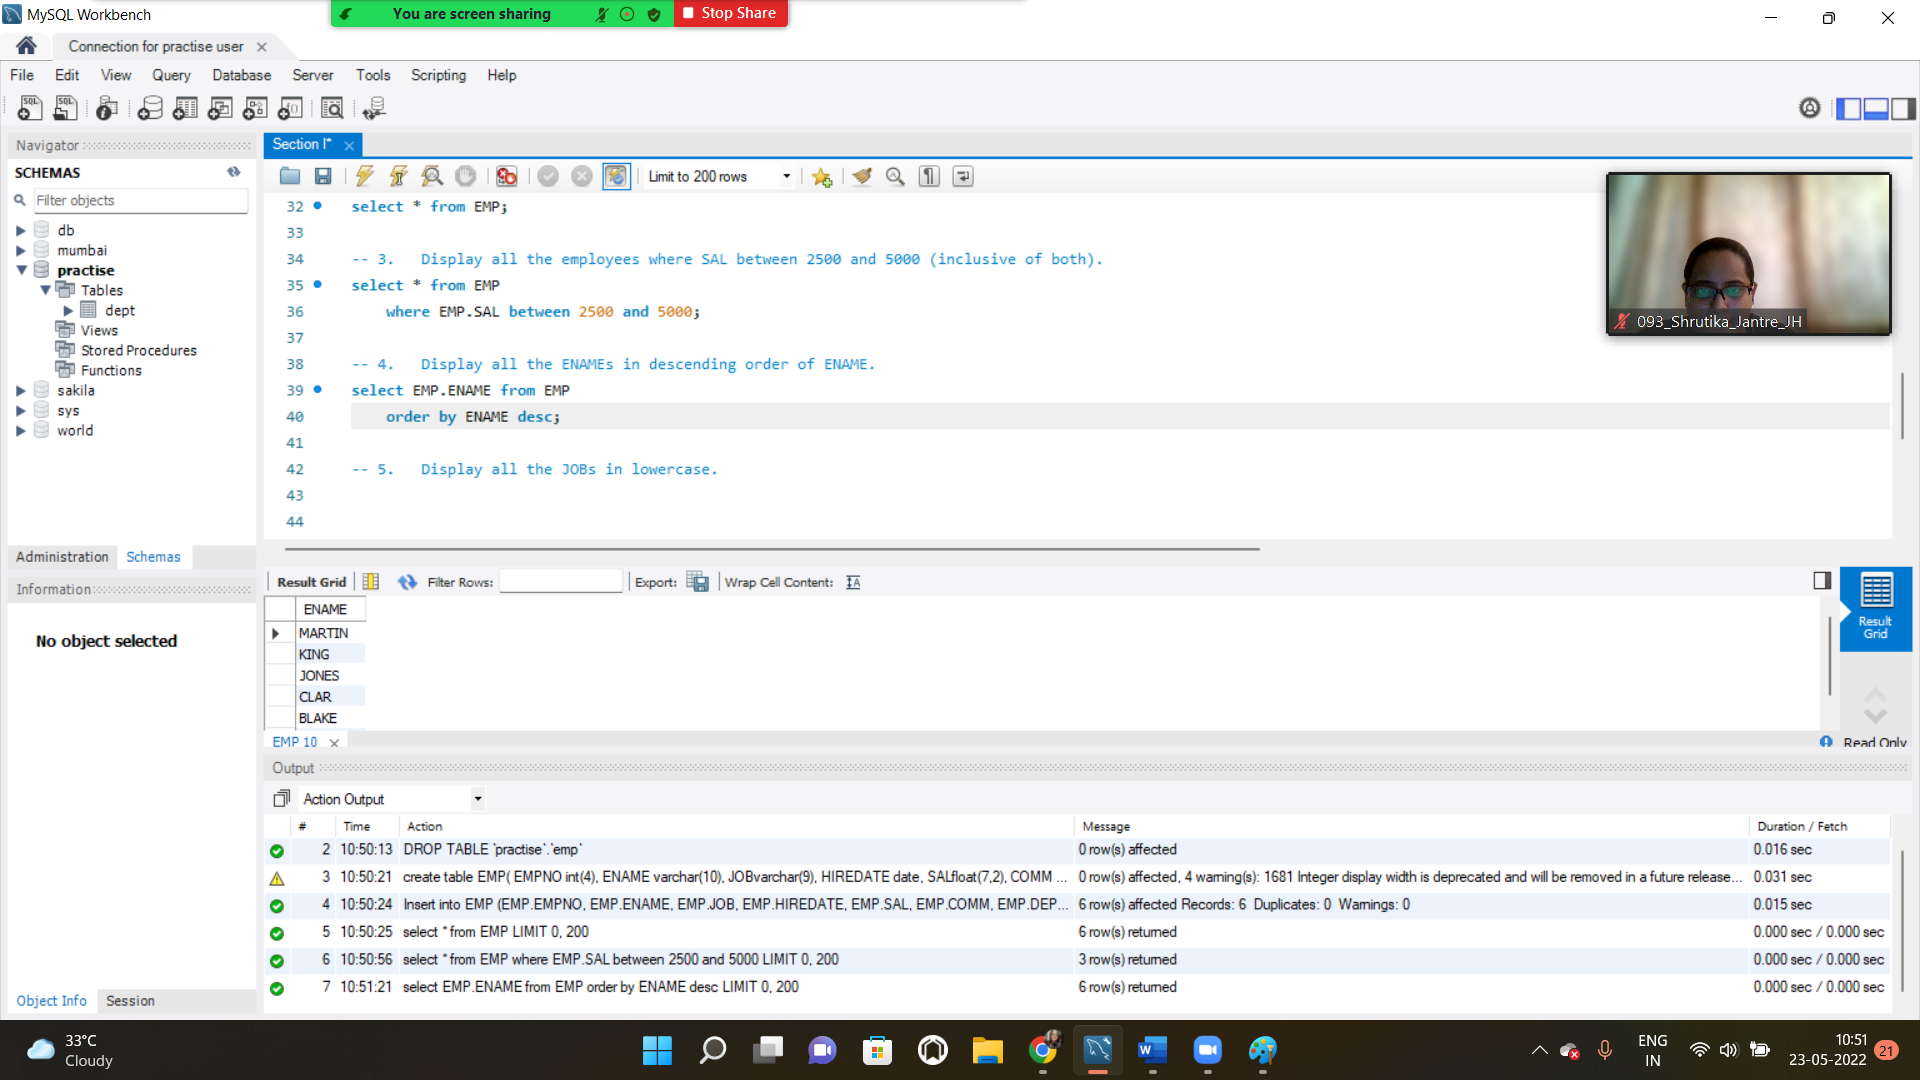 MySQL Workbench
You are screen sharing
Stop Share
Connection for practise user
File Edit View Query Database Server Tools Scripting Help
Navigator
Section I*
SCHEMAS
Limit to 200 rows
Filter objects
db
mumbai
practise
Tables
dept
Views
Stored Procedures
Functions
sakila
sys
world
32 select * from EMP;
33
34 -- 3. Display all the employees where SAL between 2500 and 5000 (inclusive of both).
35 select * from EMP
36 where EMP.SAL between 2500 and 5000;
37
38 -- 4. Display all the ENAMEs in descending order of ENAME.
39 select EMP.ENAME from EMP
40 order by ENAME desc;
41
42 -- 5. Display all the JOBs in lowercase.
43
44
093_Shrutika_Jantre_JH
Administration Schemas
Information
No object selected
Result Grid Filter Rows: Export: Wrap Cell Content:
ENAME
MARTIN
KING
JONES
CLAR
BLAKE
Result
Grid
EMP 10
Read Only
Output
Action Output
# Time Action Message Duration / Fetch
2 10:50:13 DROP TABLE `practise`.`emp` 0 row(s) affected 0.016 sec
3 10:50:21 create table EMP( EMPNO int(4), ENAME varchar(10), JOBvarchar(9), HIREDATE date, SALfloat(7,2), COMM ... 0 row(s) affected, 4 warning(s): 1681 Integer display width is deprecated and will be removed in a future release... 0.031 sec
4 10:50:24 Insert into EMP (EMP.EMPNO, EMP.ENAME, EMP.JOB, EMP.HIREDATE, EMP.SAL, EMP.COMM, EMP.DEP... 6 row(s) affected Records: 6 Duplicates: 0 Warnings: 0 0.015 sec
5 10:50:25 select * from EMP LIMIT 0, 200 6 row(s) returned 0.000 sec / 0.000 sec
6 10:50:56 select * from EMP where EMP.SAL between 2500 and 5000 LIMIT 0, 200 3 row(s) returned 0.000 sec / 0.000 sec
7 10:51:21 select EMP.ENAME from EMP order by ENAME desc LIMIT 0, 200 6 row(s) returned 0.000 sec / 0.000 sec
Object Info Session
33°C
Cloudy
ENG
IN
10:51
23-05-2022
21